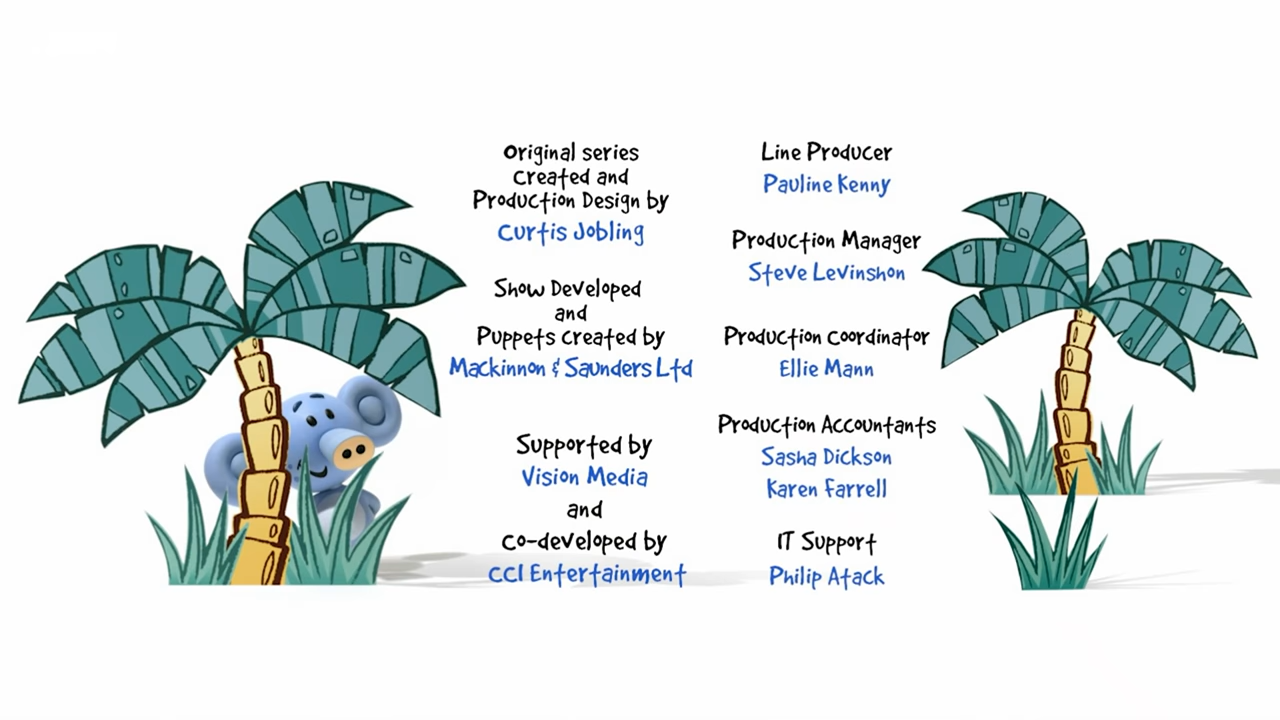 Original series
Created and
Production Design by
Curtis Jobling
Show Developed
and
Puppets Created by
Mackinnon & Saunders Ltd
Supported by
Vision Media
and
Co-developed by
CCI Entertainment
Line Producer
Pauline Kenny
Production Manager
Steve Levinshon
Production Coordinator
Ellie Mann
Production Accountants
Sasha Dickson
Karen Farrell
IT Support
Philip Atack